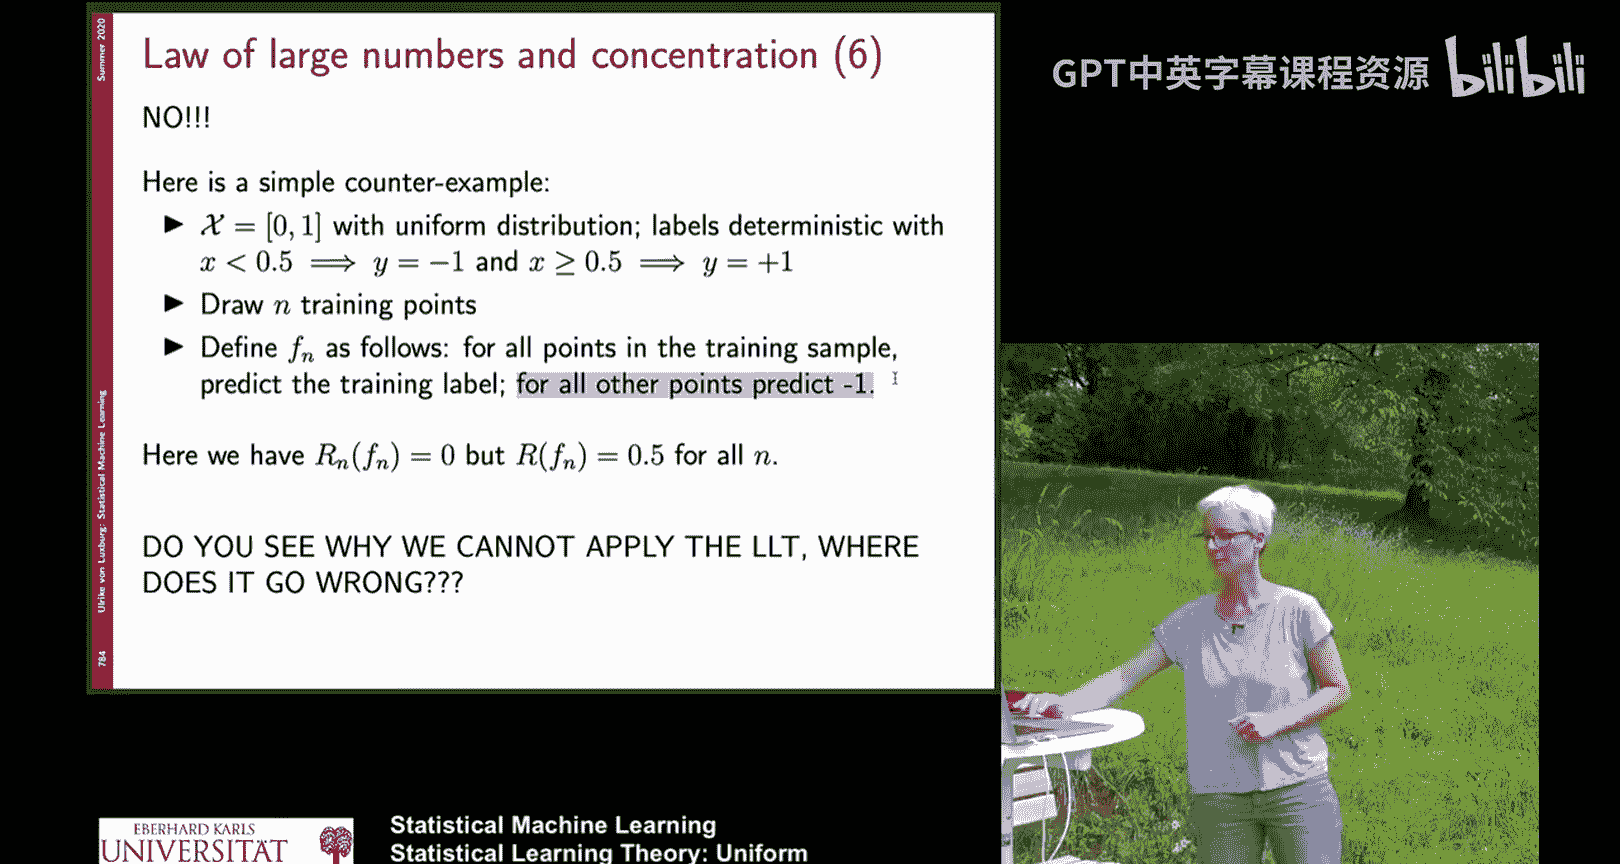 Law of large numbers and concentration (6)
NO!!!
Here is a simple counter-example:
▶ 𝒳 = [0, 1] with uniform distribution; labels deterministic with
x < 0.5 ⟹ y = −1 and x ≥ 0.5 ⟹ y = +1
▶ Draw n training points
▶ Define fₙ as follows: for all points in the training sample,
predict the training label; for all other points predict -1.
Here we have Rₙ(fₙ) = 0 but R(fₙ) = 0.5 for all n.
DO YOU SEE WHY WE CANNOT APPLY THE LLT, WHERE
DOES IT GO WRONG???
Summer 2020
Ulrike von Luxburg: Statistical Machine Learning
784
GPT中英字幕课程资源
bilibili
EBERHARD KARLS
UNIVERSITÄT
Statistical Machine Learning
Statistical Learning Theory: Uniform